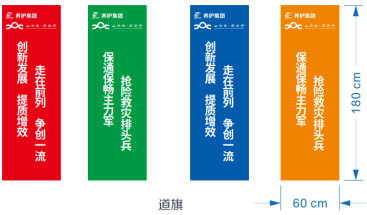 养护集团
走在前列 争创一流
创新发展 提质增效
养护集团
抢险救灾排头兵
保通保畅主力军
养护集团
走在前列 争创一流
创新发展 提质增效
养护集团
抢险救灾排头兵
保通保畅主力军
180 cm
道旗
60 cm